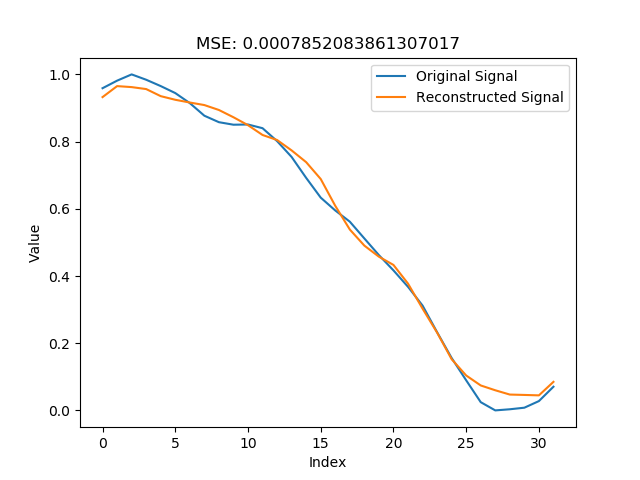 MSE: 0.0007852083861307017
Original Signal
Reconstructed Signal
Value
1.0
0.8
0.6
0.4
0.2
0.0
0 5 10 15 20 25 30
Index